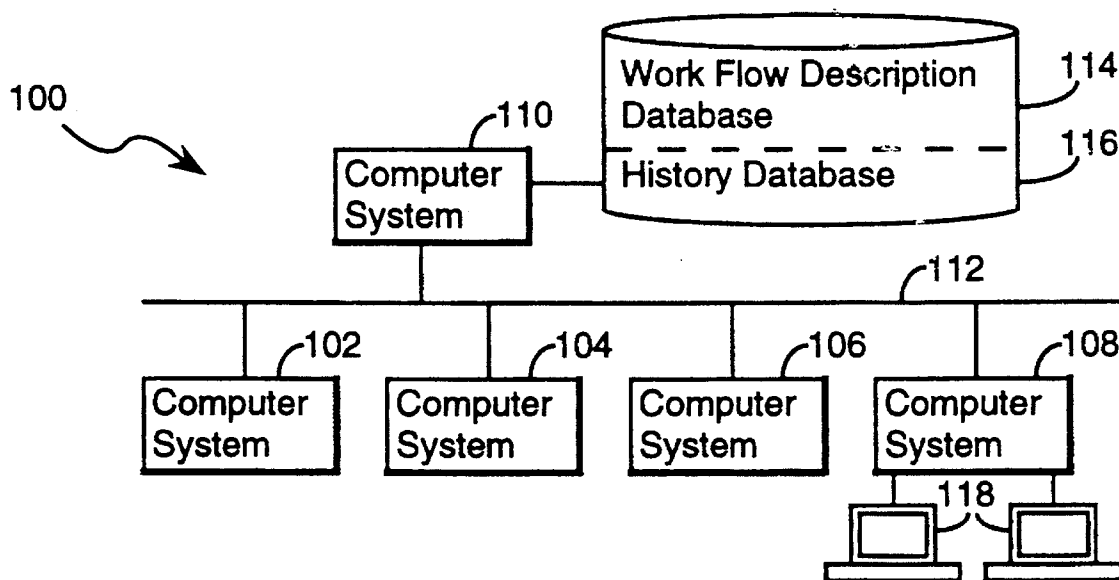 100
110
Computer
System
Work Flow Description
Database
114
History Database
116
112
102
Computer
System
104
Computer
System
106
Computer
System
108
Computer
System
118